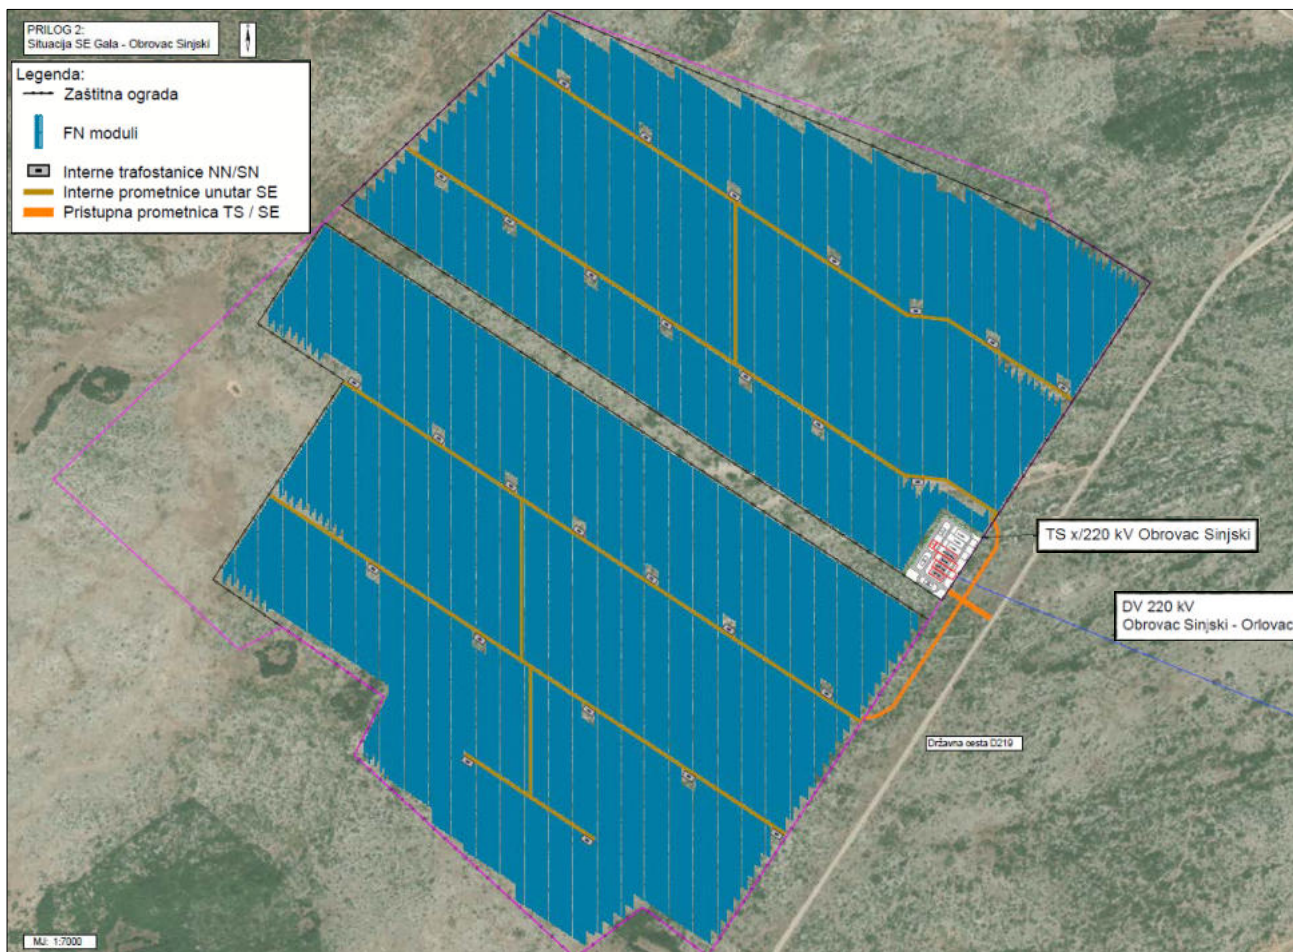 PRILOG 2:
Situacija SE Gala - Obrovac Sinjski
Legenda:
Zaštitna ograda
FN moduli
Interne trafostanice NN/SN
Interne prometnice unutar SE
Pristupna prometnica TS / SE
TS x/220 kV Obrovac Sinjski
DV 220 kV
Obrovac Sinjski - Orlovac
Državna cesta D219
MJ: 1:7000